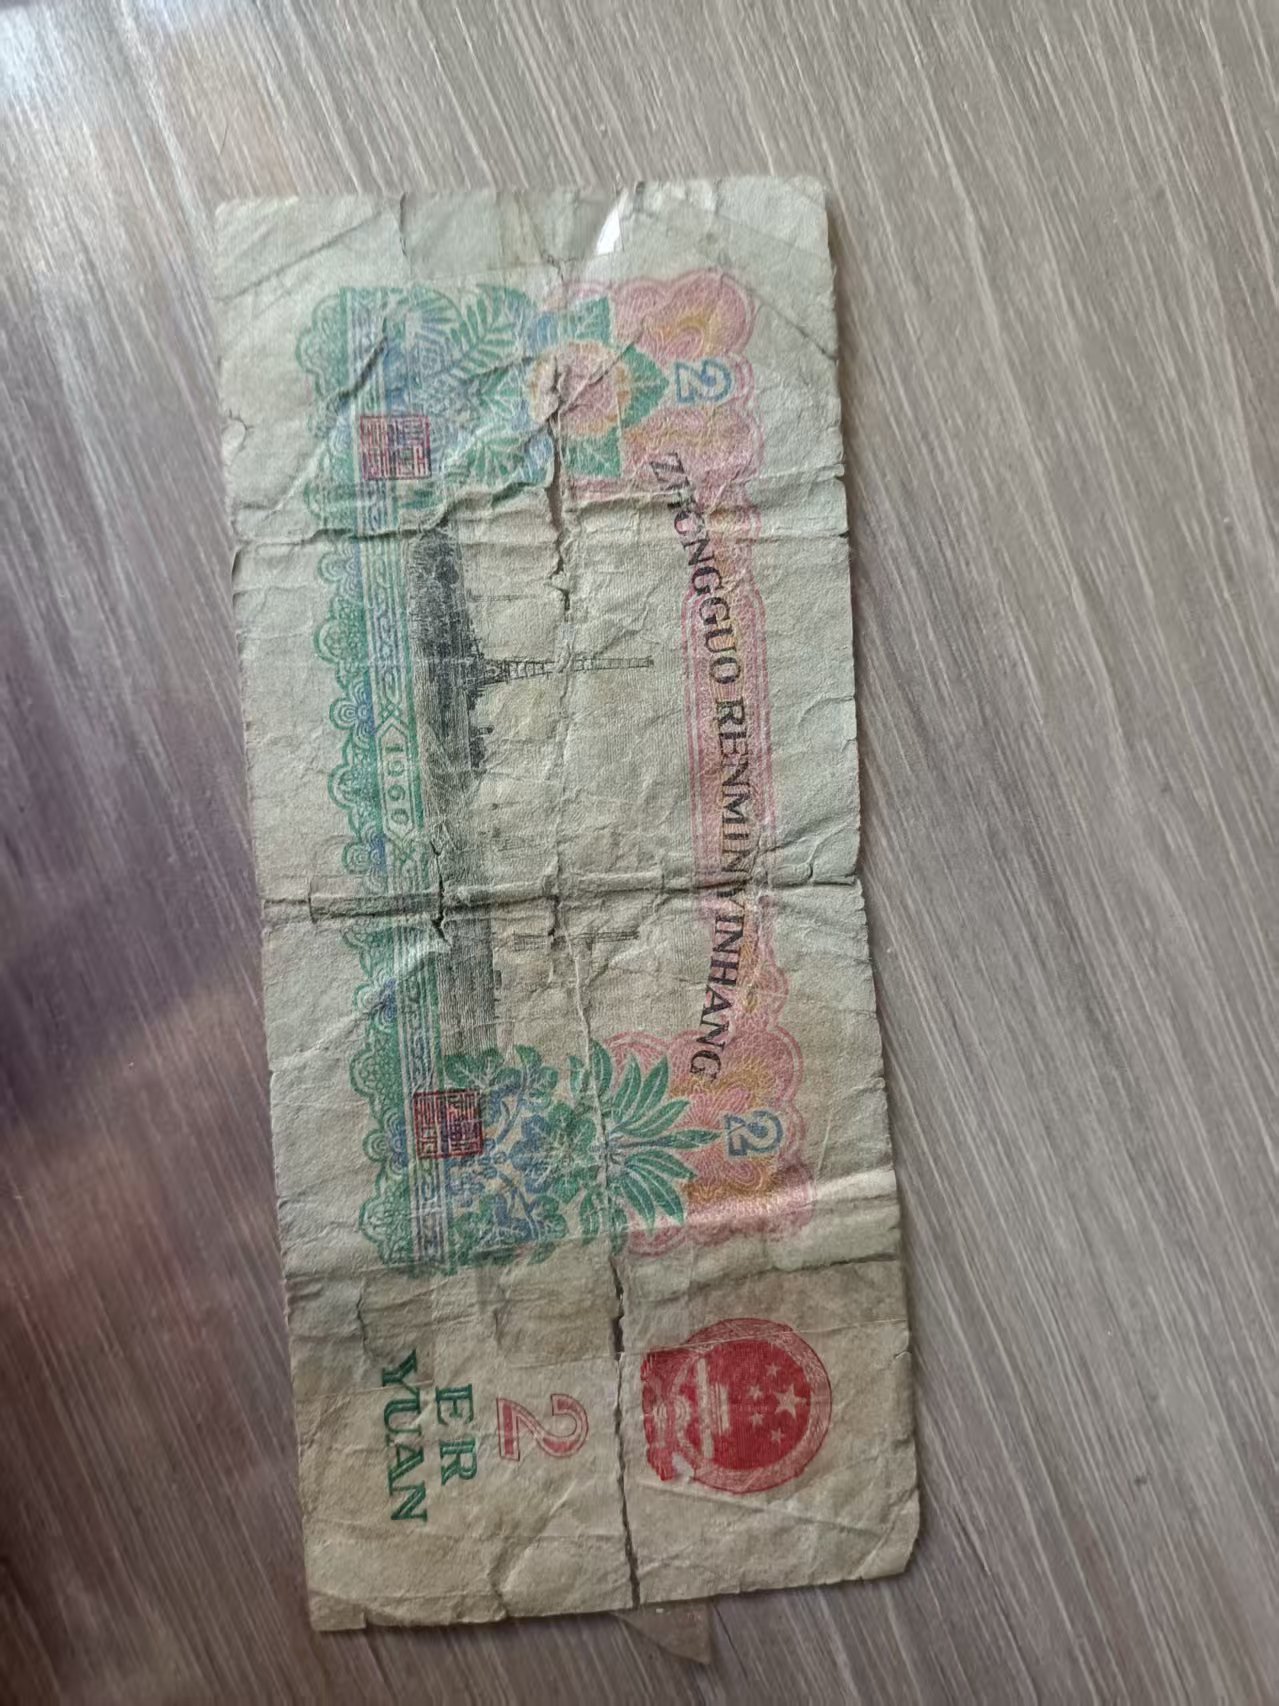 ZHONGGUO RENMIN YINHANG
2
2
2
ER
YUAN
1960